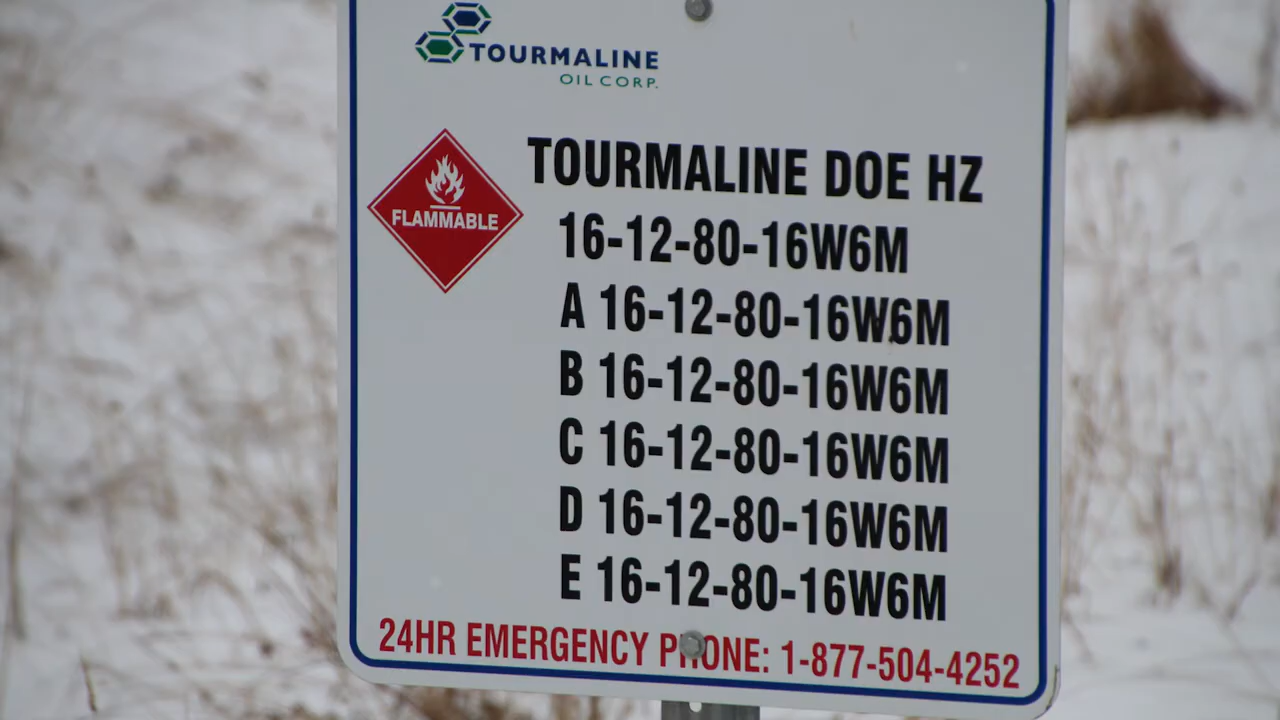 TOURMALINE
OIL CORP.
FLAMMABLE
TOURMALINE DOE HZ
16-12-80-16W6M
A 16-12-80-16W6M
B 16-12-80-16W6M
C 16-12-80-16W6M
D 16-12-80-16W6M
E 16-12-80-16W6M
24HR EMERGENCY PHONE: 1-877-504-4252